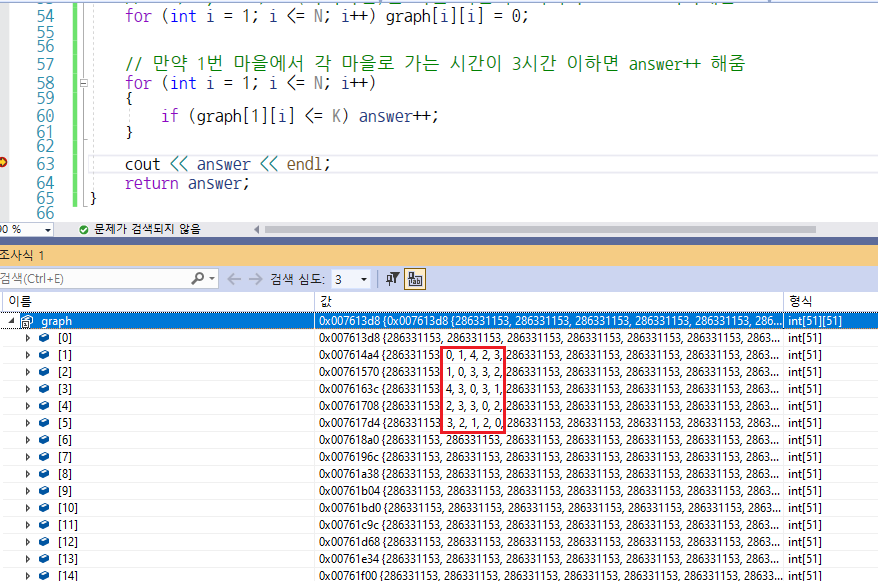 54 for (int i = 1; i <= N; i++) graph[i][i] = 0;
55
56
57 // 만약 1번 마을에서 각 마을로 가는 시간이 3시간 이하면 answer++ 해줌
58 for (int i = 1; i <= N; i++)
59 {
60 if (graph[1][i] <= K) answer++;
61 }
62
63 cout << answer << endl;
64 return answer;
65 }
66
90 % 문제가 검색되지 않음
조사식 1
검색(Ctrl+E) 검색 심도: 3
이름 값 형식
graph 0x007613d8 {0x007613d8 {286331153, 286331153, 286331153, 286331153, 286331153, 286... int[51][51]
[0] 0x007613d8 {286331153, 286331153, 286331153, 286331153, 286331153, 286331153, 2863... int[51]
[1] 0x007614a4 {286331153, 0, 1, 4, 2, 3, 286331153, 286331153, 286331153, 286331153, 2863... int[51]
[2] 0x00761570 {286331153, 1, 0, 3, 3, 2, 286331153, 286331153, 286331153, 286331153, 2863... int[51]
[3] 0x0076163c {286331153, 4, 3, 0, 3, 1, 286331153, 286331153, 286331153, 286331153, 2863... int[51]
[4] 0x00761708 {286331153, 2, 3, 3, 0, 2, 286331153, 286331153, 286331153, 286331153, 2863... int[51]
[5] 0x007617d4 {286331153, 3, 2, 1, 2, 0, 286331153, 286331153, 286331153, 286331153, 2863... int[51]
[6] 0x007618a0 {286331153, 286331153, 286331153, 286331153, 286331153, 286331153, 2863... int[51]
[7] 0x0076196c {286331153, 286331153, 286331153, 286331153, 286331153, 286331153, 2863... int[51]
[8] 0x00761a38 {286331153, 286331153, 286331153, 286331153, 286331153, 286331153, 2863... int[51]
[9] 0x00761b04 {286331153, 286331153, 286331153, 286331153, 286331153, 286331153, 2863... int[51]
[10] 0x00761bd0 {286331153, 286331153, 286331153, 286331153, 286331153, 286331153, 2863... int[51]
[11] 0x00761c9c {286331153, 286331153, 286331153, 286331153, 286331153, 286331153, 2863... int[51]
[12] 0x00761d68 {286331153, 286331153, 286331153, 286331153, 286331153, 286331153, 2863... int[51]
[13] 0x00761e34 {286331153, 286331153, 286331153, 286331153, 286331153, 286331153, 2863... int[51]
[14] 0x00761f00 {286331153, 286331153, 286331153, 286331153, 286331153, 286331153, 2863... int[51]